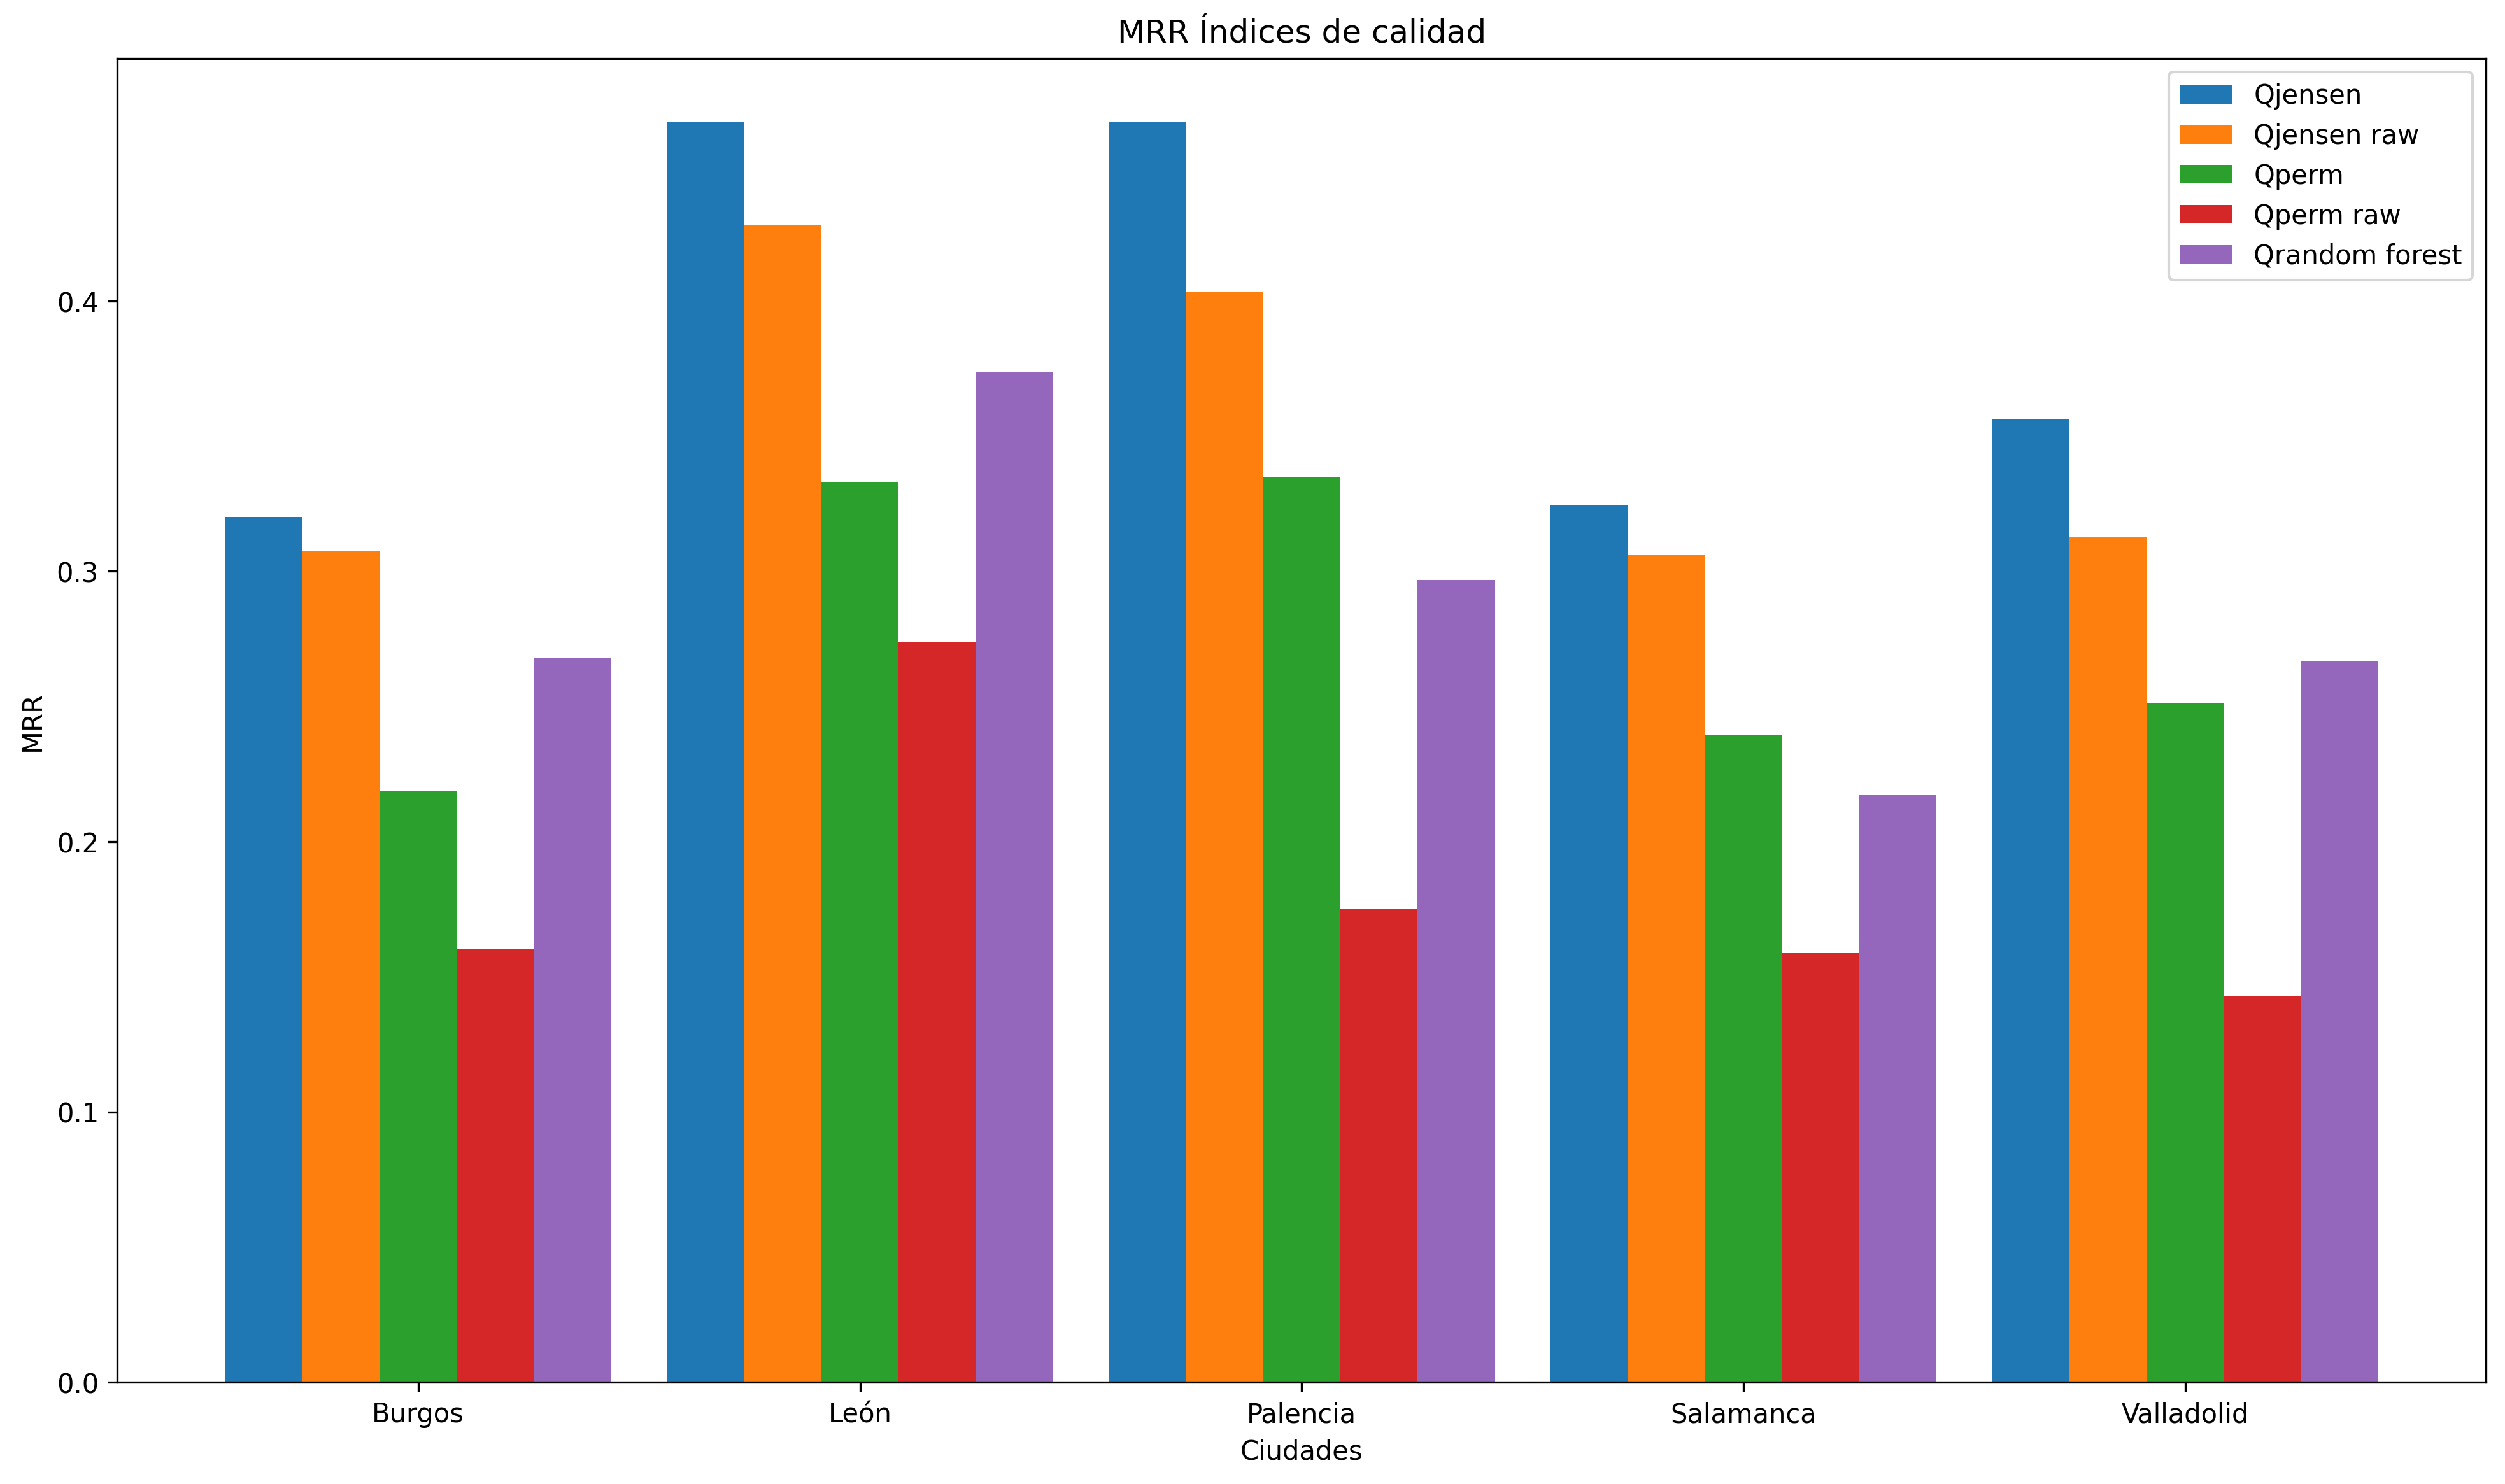 MRR Índices de calidad
Qjensen
Qjensen raw
Qperm
Qperm raw
Qrandom forest
MRR
0.4
0.3
0.2
0.1
0.0
Burgos León Palencia Salamanca Valladolid
Ciudades